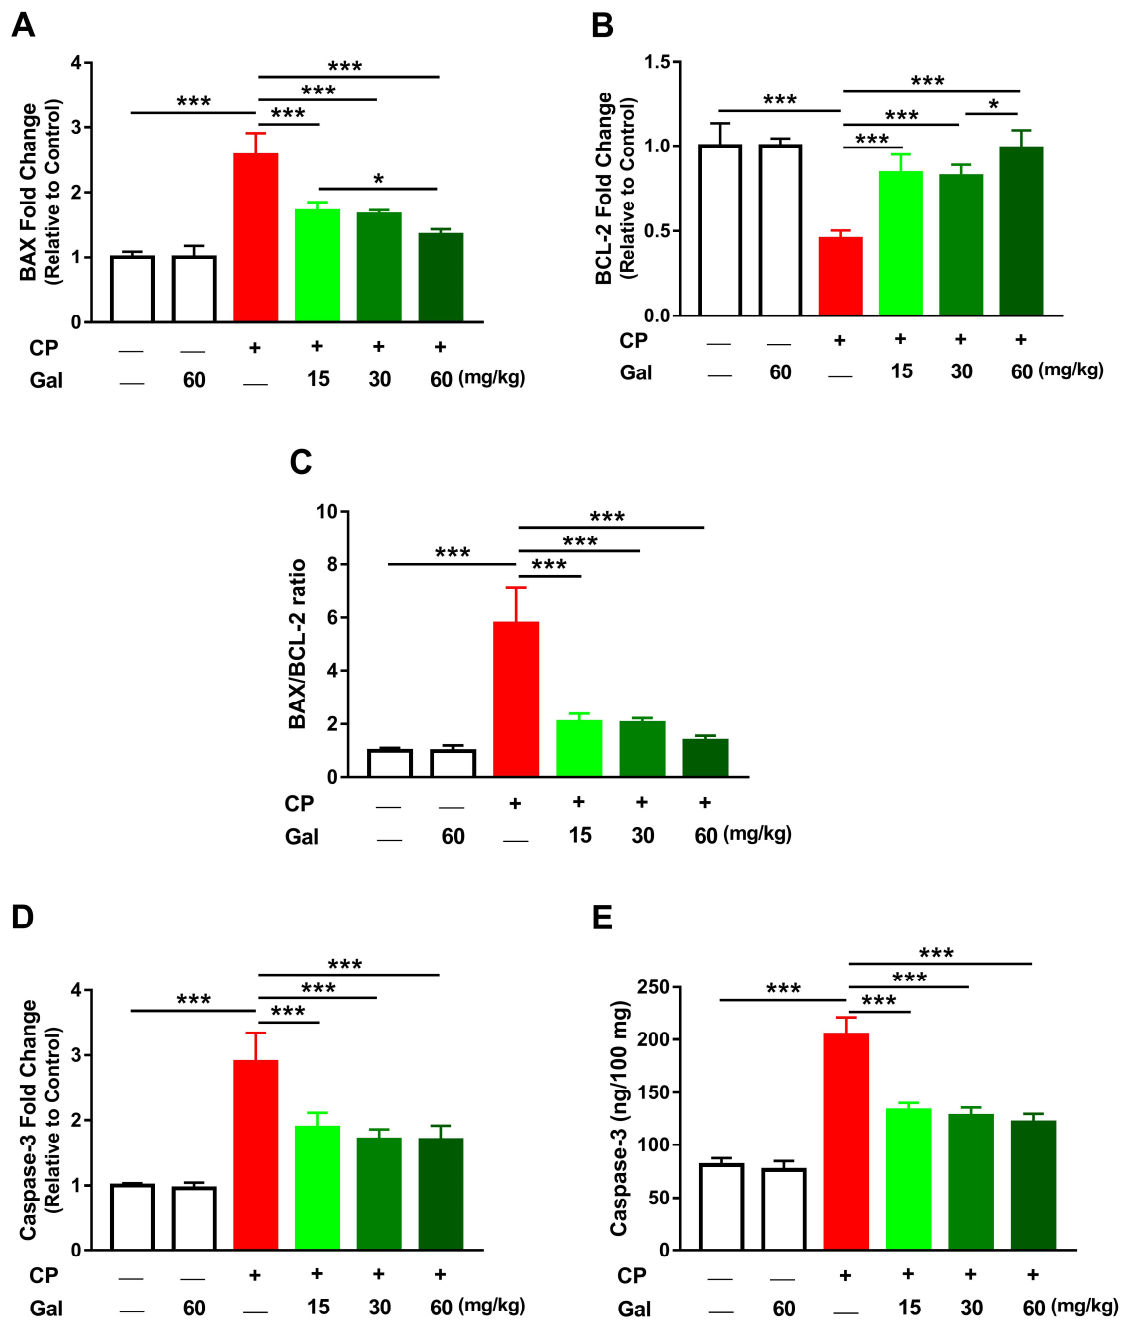 A
BAX Fold Change
(Relative to Control)
4
3
2
1
0
***
***
***
***
*
CP — — + + + +
Gal — 60 — 15 30 60 (mg/kg)
B
BCL-2 Fold Change
(Relative to Control)
1.5
1.0
0.5
0.0
***
***
***
*
***
CP — — + + + +
Gal — 60 — 15 30 60 (mg/kg)
C
BAX/BCL-2 ratio
10
8
6
4
2
0
***
***
***
***
CP — — + + + +
Gal — 60 — 15 30 60 (mg/kg)
D
Caspase-3 Fold Change
(Relative to Control)
4
3
2
1
0
***
***
***
***
CP — — + + + +
Gal — 60 — 15 30 60 (mg/kg)
E
Caspase-3 (ng/100 mg)
250
200
150
100
50
0
***
***
***
***
CP — — + + + +
Gal — 60 — 15 30 60 (mg/kg)